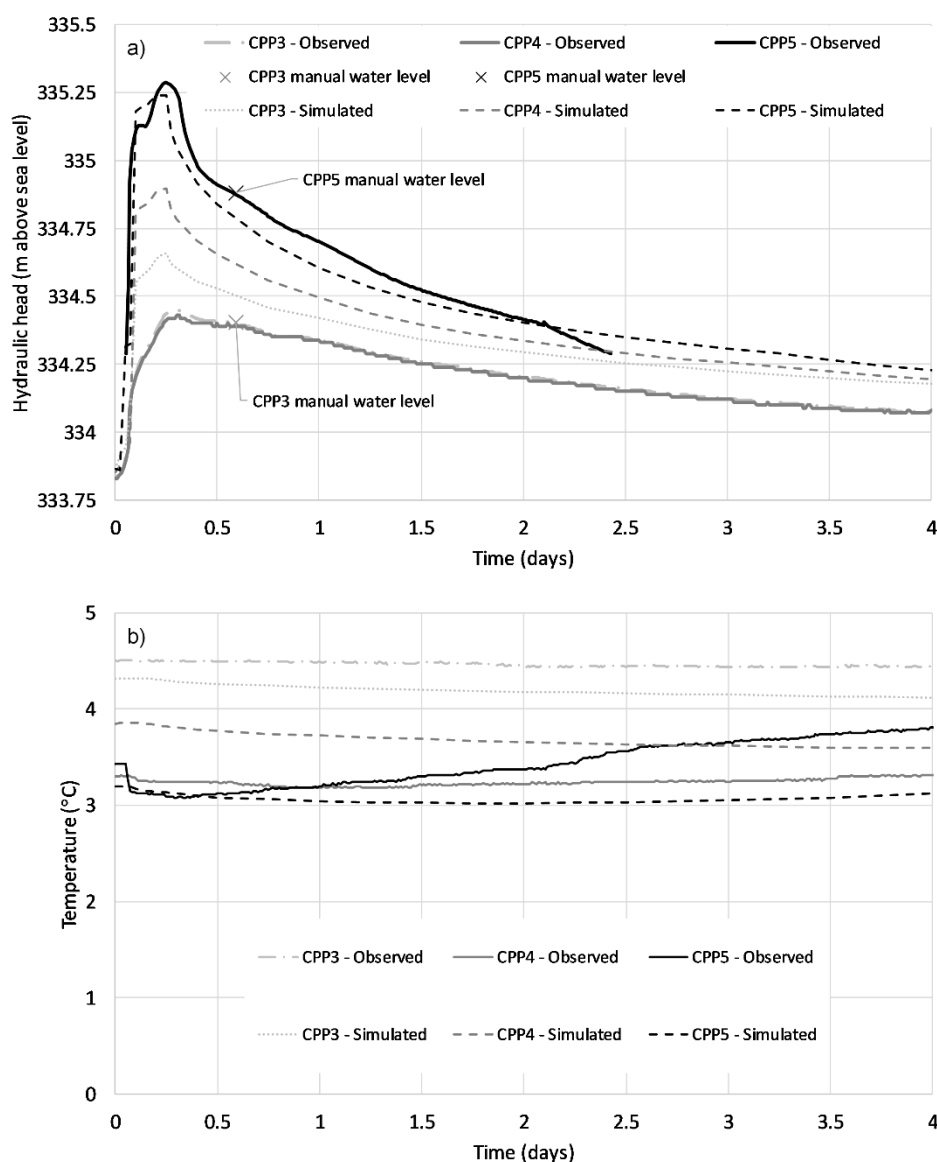 a)
335.5
335.25
335
334.75
334.5
334.25
334
333.75
Hydraulic head (m above sea level)
CPP3 - Observed CPP4 - Observed CPP5 - Observed
CPP3 manual water level CPP5 manual water level
CPP3 - Simulated CPP4 - Simulated CPP5 - Simulated
CPP5 manual water level
CPP3 manual water level
0 0.5 1 1.5 2 2.5 3 3.5 4
Time (days)
b)
5
4
3
2
1
0
Temperature (°C)
CPP3 - Observed CPP4 - Observed CPP5 - Observed
CPP3 - Simulated CPP4 - Simulated CPP5 - Simulated
0 0.5 1 1.5 2 2.5 3 3.5 4
Time (days)